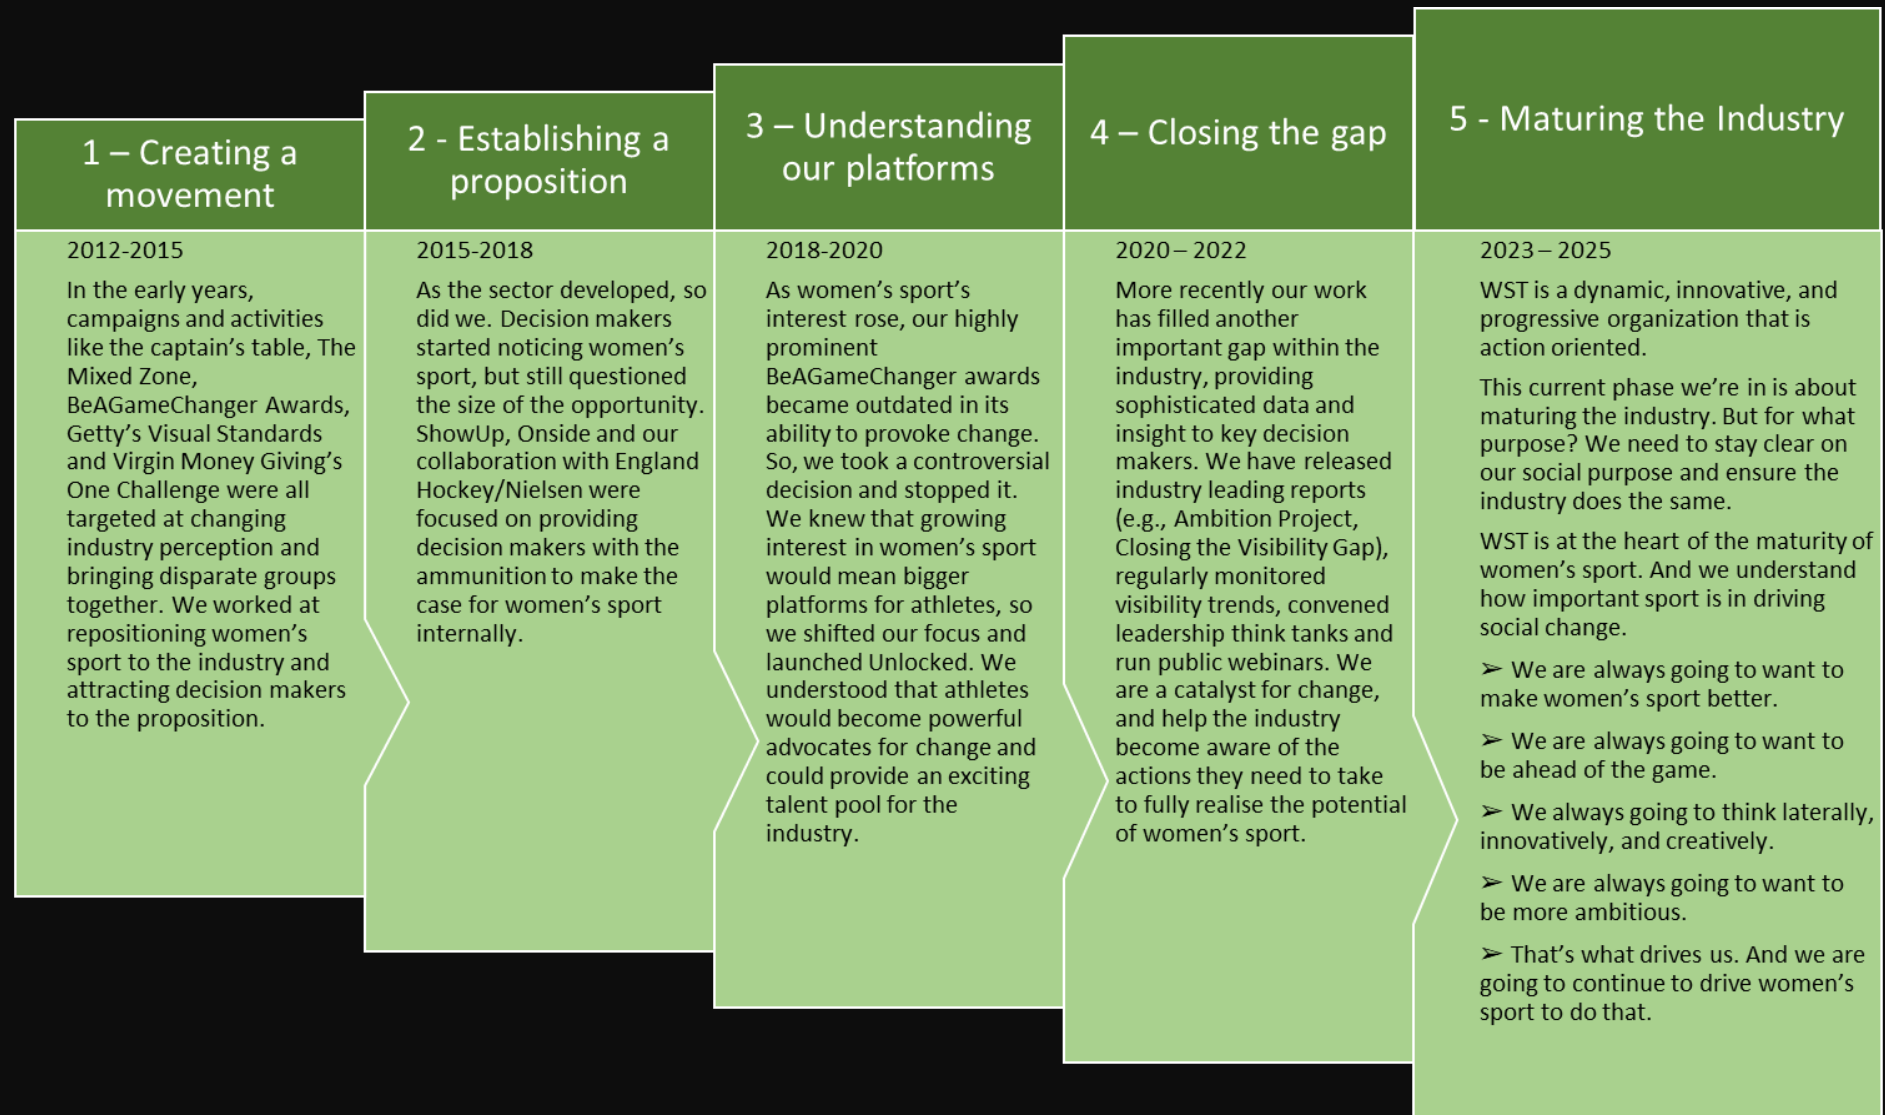 1 – Creating a
movement
2012-2015
In the early years,
campaigns and activities
like the captain’s table, The
Mixed Zone,
BeAGameChanger Awards,
Getty’s Visual Standards
and Virgin Money Giving’s
One Challenge were all
targeted at changing
industry perception and
bringing disparate groups
together. We worked at
repositioning women’s
sport to the industry and
attracting decision makers
to the proposition.
2 - Establishing a
proposition
2015-2018
As the sector developed, so
did we. Decision makers
started noticing women’s
sport, but still questioned
the size of the opportunity.
ShowUp, Onside and our
collaboration with England
Hockey/Nielsen were
focused on providing
decision makers with the
ammunition to make the
case for women’s sport
internally.
3 – Understanding
our platforms
2018-2020
As women’s sport’s
interest rose, our highly
prominent
BeAGameChanger awards
became outdated in its
ability to provoke change.
So, we took a controversial
decision and stopped it.
We knew that growing
interest in women’s sport
would mean bigger
platforms for athletes, so
we shifted our focus and
launched Unlocked. We
understood that athletes
would become powerful
advocates for change and
could provide an exciting
talent pool for the
industry.
4 – Closing the gap
2020 – 2022
More recently our work
has filled another
important gap within the
industry, providing
sophisticated data and
insight to key decision
makers. We have released
industry leading reports
(e.g., Ambition Project,
Closing the Visibility Gap),
regularly monitored
visibility trends, convened
leadership think tanks and
run public webinars. We
are a catalyst for change,
and help the industry
become aware of the
actions they need to take
to fully realise the potential
of women’s sport.
5 - Maturing the Industry
2023 – 2025
WST is a dynamic, innovative, and
progressive organization that is
action oriented.
This current phase we’re in is about
maturing the industry. But for what
purpose? We need to stay clear on
our social purpose and ensure the
industry does the same.
WST is at the heart of the maturity of
women’s sport. And we understand
how important sport is in driving
social change.
➢ We are always going to want to
make women’s sport better.
➢ We are always going to want to
be ahead of the game.
➢ We always going to think laterally,
innovatively, and creatively.
➢ We are always going to want to
be more ambitious.
➢ That’s what drives us. And we are
going to continue to drive women’s
sport to do that.